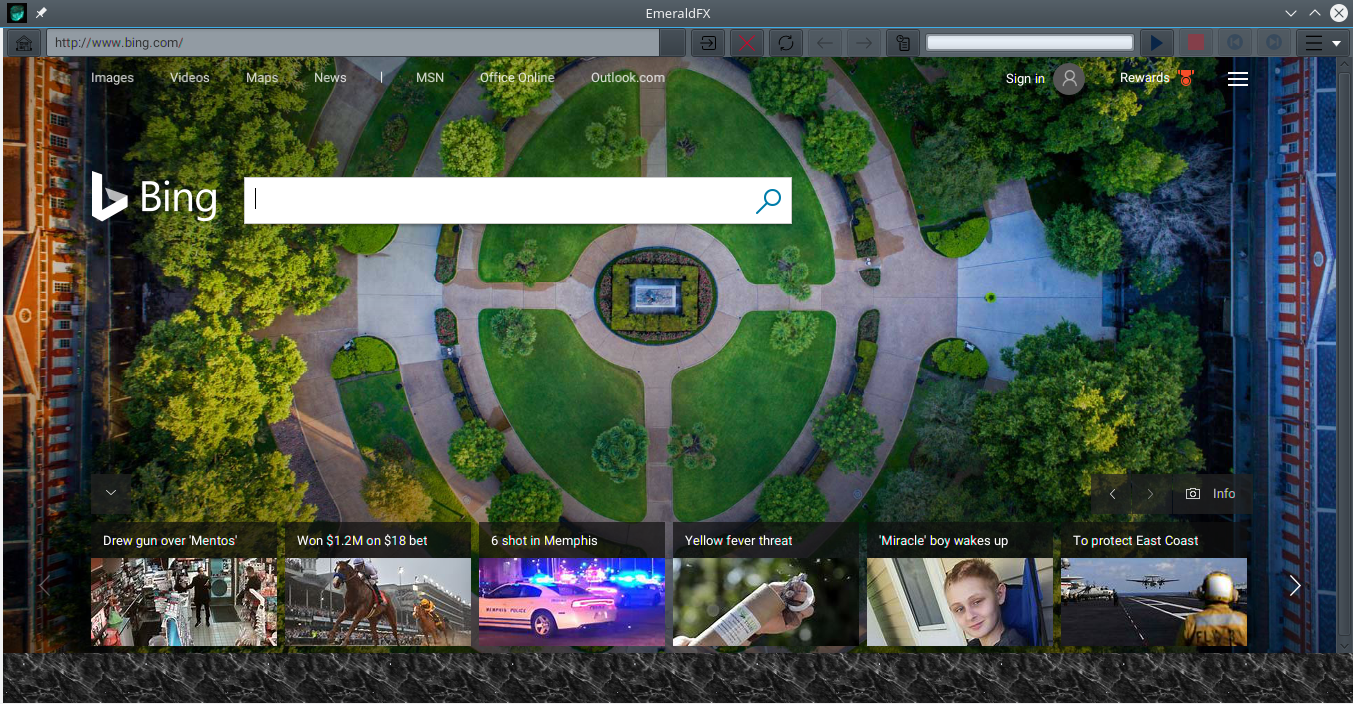 EmeraldFX
http://www.bing.com/
Images Videos Maps News | MSN Office Online Outlook.com Sign in Rewards
Bing
Info
Drew gun over 'Mentos' Won $1.2M on $18 bet 6 shot in Memphis Yellow fever threat 'Miracle' boy wakes up To protect East Coast
MEMPHIS POLICE